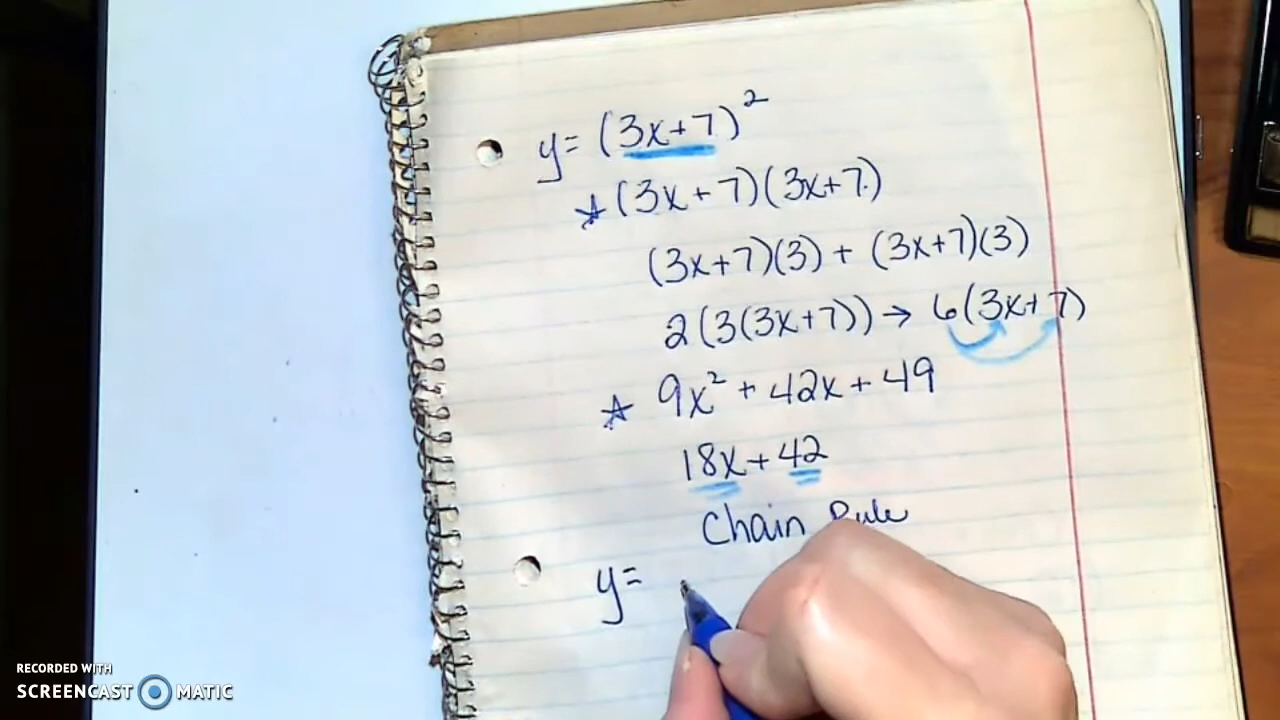 y = (3x+7)²
☆ (3x+7)(3x+7)
(3x+7)(3) + (3x+7)(3)
2(3(3x+7)) → 6(3x+7)
☆ 9x² + 42x + 49
18x + 42
Chain Rule
y =
RECORDED WITH
SCREENCAST MATIC